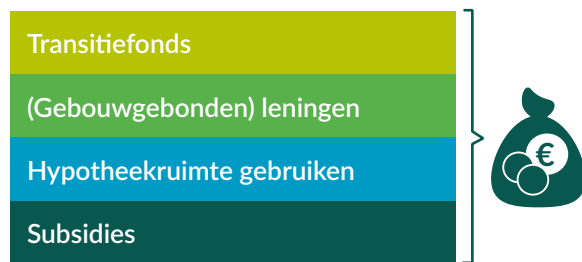 Transitiefonds
(Gebouwgebonden) leningen
Hypotheekruimte gebruiken
Subsidies
€